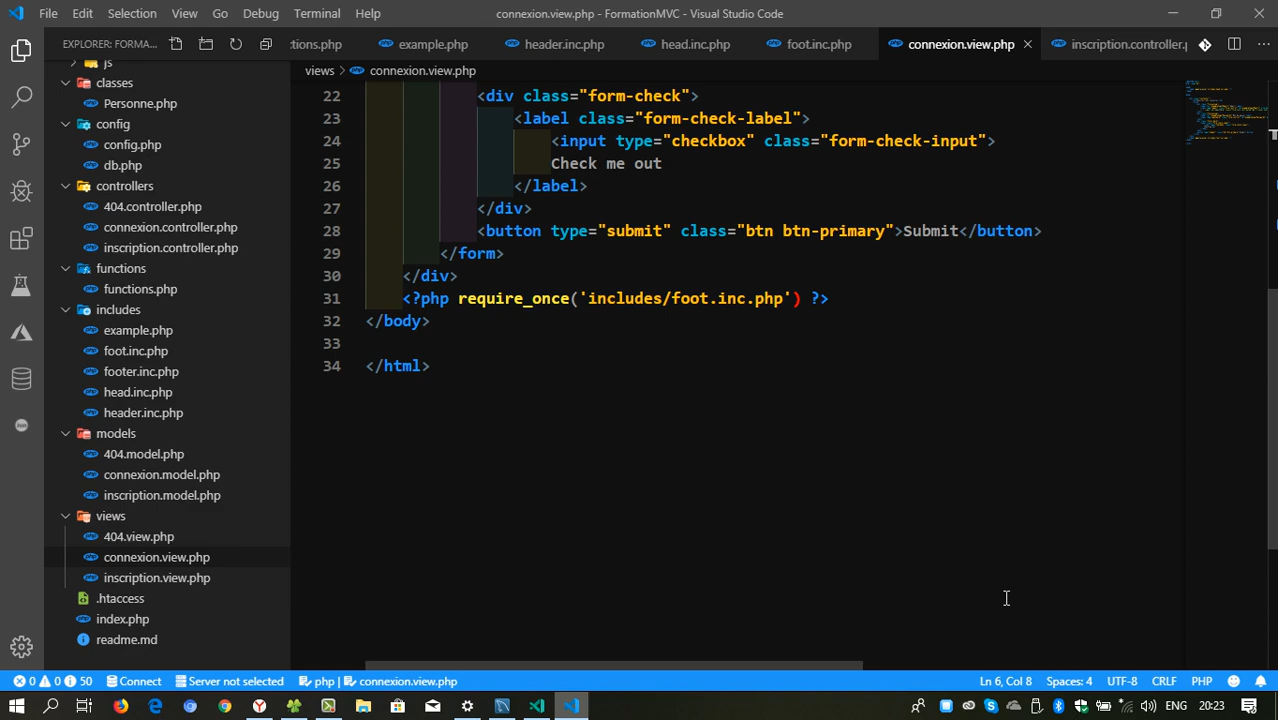 File Edit Selection View Go Debug Terminal Help
connexion.view.php - FormationMVC - Visual Studio Code
EXPLORER: FORMA...
ctions.php example.php header.inc.php head.inc.php foot.inc.php connexion.view.php inscription.controller.p
views > connexion.view.php
js
classes
Personne.php
config
config.php
db.php
controllers
404.controller.php
connexion.controller.php
inscription.controller.php
functions
functions.php
includes
example.php
foot.inc.php
footer.inc.php
head.inc.php
header.inc.php
models
404.model.php
connexion.model.php
inscription.model.php
views
404.view.php
connexion.view.php
inscription.view.php
.htaccess
index.php
readme.md
22 <div class="form-check">
23 <label class="form-check-label">
24 <input type="checkbox" class="form-check-input">
25 Check me out
26 </label>
27 </div>
28 <button type="submit" class="btn btn-primary">Submit</button>
29 </form>
30 </div>
31 <?php require_once('includes/foot.inc.php') ?>
32 </body>
33
34 </html>
0 0 50 Connect Server not selected php | connexion.view.php Ln 6, Col 8 Spaces: 4 UTF-8 CRLF PHP
ENG 20:23